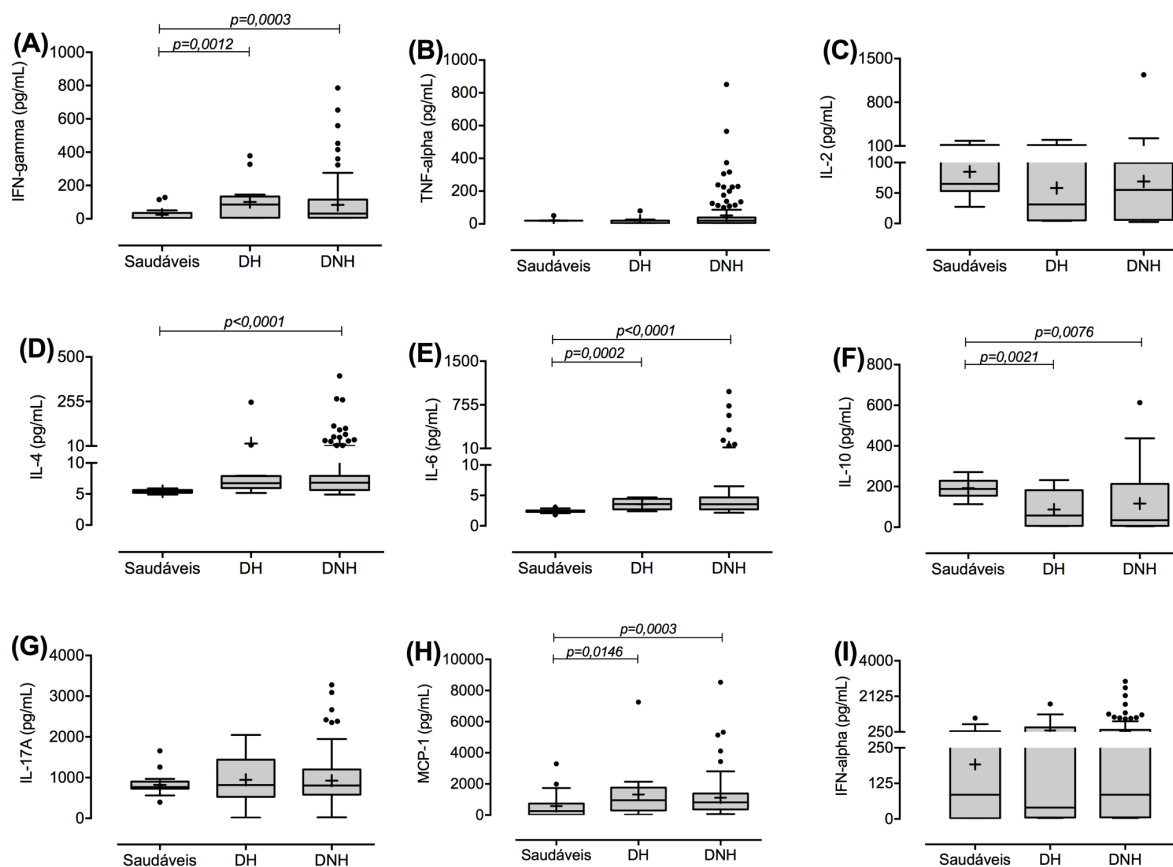 (A)
p=0,0003
p=0,0012
IFN-gamma (pg/mL)
1000
800
600
400
200
0
Saudáveis DH DNH
(B)
TNF-alpha (pg/mL)
1000
800
600
400
200
0
Saudáveis DH DNH
(C)
IL-2 (pg/mL)
1500
800
100
100
50
0
Saudáveis DH DNH
(D)
p<0,0001
IL-4 (pg/mL)
500
255
10
10
5
0
Saudáveis DH DNH
(E)
p<0,0001
p=0,0002
IL-6 (pg/mL)
1500
755
10
10
5
0
Saudáveis DH DNH
(F)
p=0,0076
p=0,0021
IL-10 (pg/mL)
800
600
400
200
0
Saudáveis DH DNH
(G)
IL-17A (pg/mL)
4000
3000
2000
1000
0
Saudáveis DH DNH
(H)
p=0,0003
p=0,0146
MCP-1 (pg/mL)
10000
8000
6000
4000
2000
0
Saudáveis DH DNH
(I)
IFN-alpha (pg/mL)
4000
2125
250
250
125
0
Saudáveis DH DNH